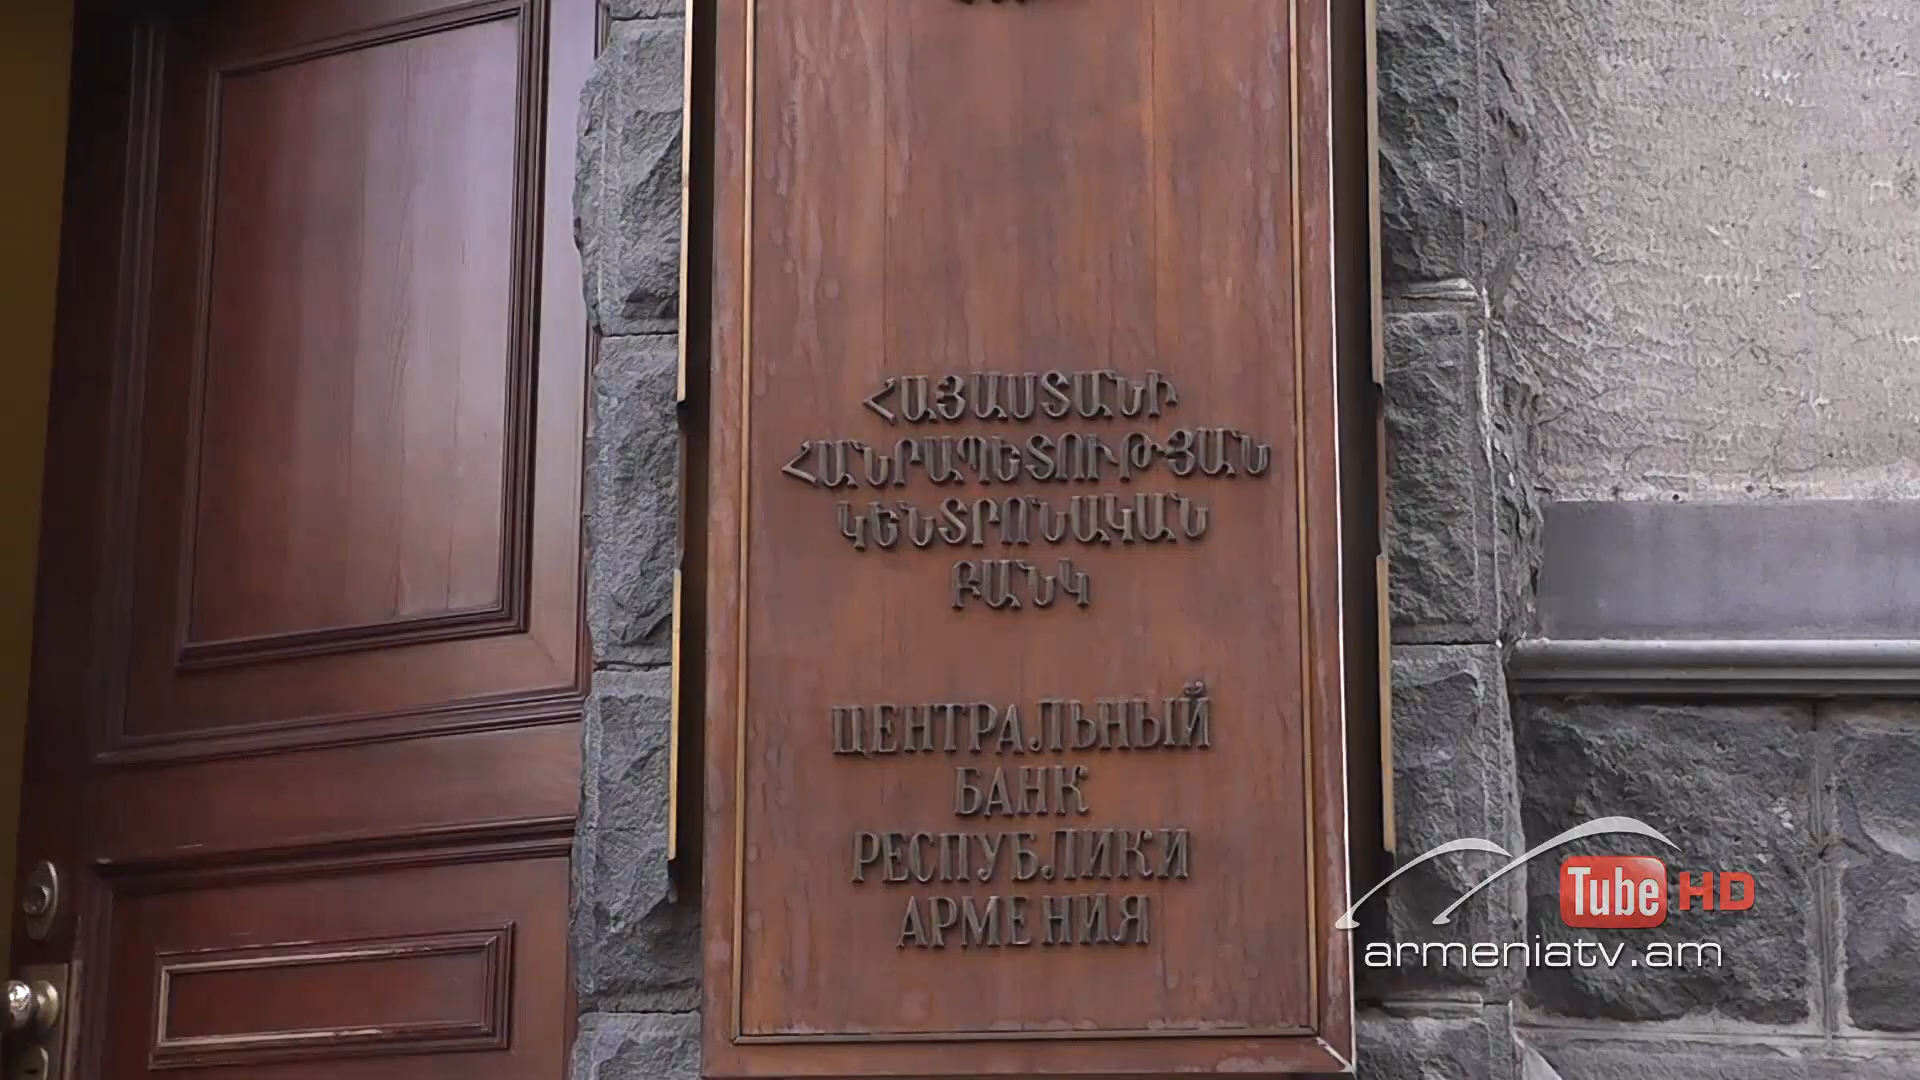 ՀԱՅԱՍՏԱՆԻ
ՀԱՆՐԱՊԵՏՈՒԹՅԱՆ
ԿԵՆՏՐՈՆԱԿԱՆ
ԲԱՆԿ
ЦЕНТРАЛЬНЫЙ
БАНК
РЕСПУБЛИКИ
АРМЕНИЯ
Tube HD
armeniatv.am